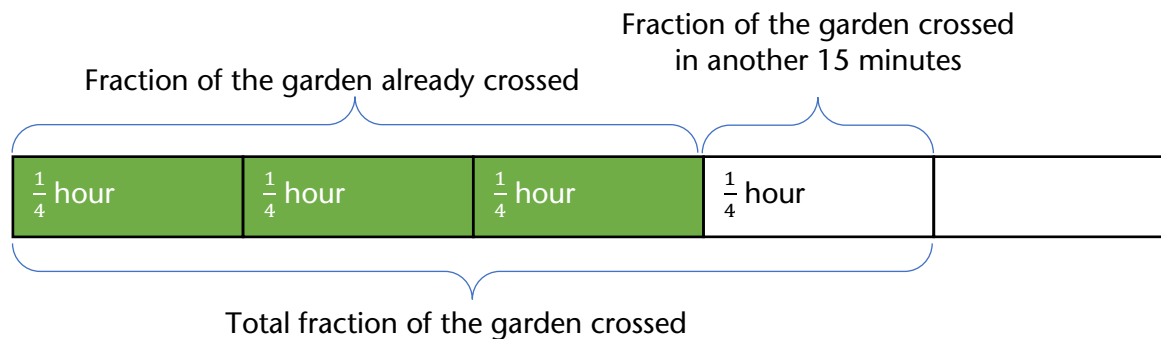 Fraction of the garden crossed
in another 15 minutes
Fraction of the garden already crossed
1/4 hour
1/4 hour
1/4 hour
1/4 hour
Total fraction of the garden crossed